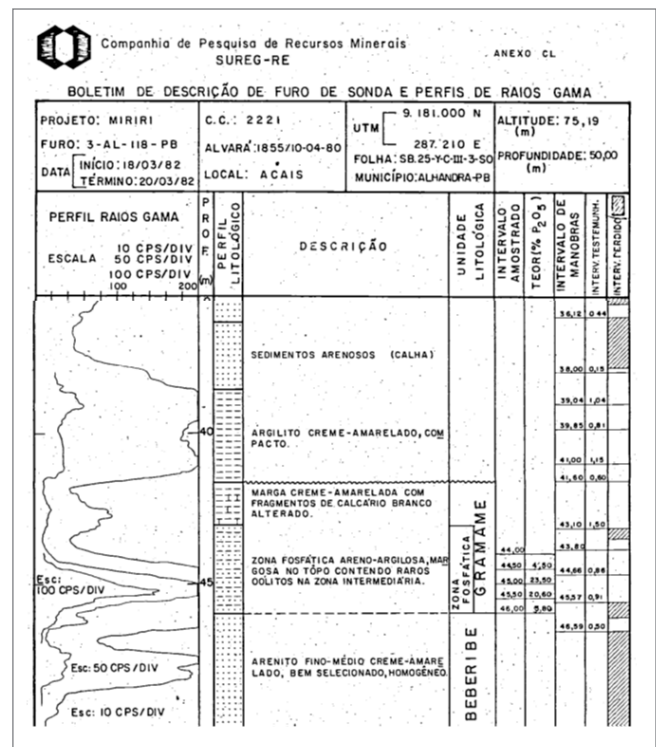 Companhia de Pesquisa de Recursos Minerais
SUREG-RE
ANEXO CL
BOLETIM DE DESCRIÇÃO DE FURO DE SONDA E PERFIS DE RAIOS GAMA
PROJETO: MIRIRI
FURO: 3-AL-118-PB
DATA INÍCIO: 18/03/82
TÉRMINO: 20/03/82
C.C.: 2221
ALVARÁ: 1855/10-04-80
LOCAL: ACAIS
UTM 9.181.000 N
287.210 E
FOLHA: SB.25-Y-C-III-3-SO
MUNICÍPIO: ALHANDRA-PB
ALTITUDE: 75,19
(m)
PROFUNDIDADE: 50,00
(m)
PERFIL RAIOS GAMA
ESCALA
10 CPS/DIV
50 CPS/DIV
100 CPS/DIV
100 200
PROF. (m)
PERFIL LITOLÓGICO
DESCRIÇÃO
UNIDADE LITOLÓGICA
INTERVALO AMOSTRADO
TEOR(% P2O5)
INTERVALO DE MANOBRAS
INTERV. TESTEMUNH.
INTERV. PERDIDO
36,12 0,44
SEDIMENTOS ARENOSOS (CALHA)
38,00 0,15
39,04 1,04
40
ARGILITO CREME-AMARELADO, COM
PACTO.
39,85 0,81
41,00 1,15
41,60 0,60
MARGA CREME-AMARELADA COM
FRAGMENTOS DE CALCÁRIO BRANCO
ALTERADO.
43,10 1,50
43,80
44,00
ZONA FOSFÁTICA ARENO-ARGILOSA, MAR
GOSA NO TÔPO CONTENDO RAROS
OÓLITOS NA ZONA INTERMEDIÁRIA.
ZONA FOSFÁTICA
GRAMAME
44,50 4,50
44,66 0,86
45
45,00 23,50
45,50 20,60
45,57 0,91
46,00 5,80
46,59 0,50
Esc:
100 CPS/DIV
Esc: 50 CPS/DIV
ARENITO FINO-MÉDIO CREME-AMARE
LADO, BEM SELECIONADO, HOMOGÊNEO.
BEBERIBE
Esc: 10 CPS/DIV